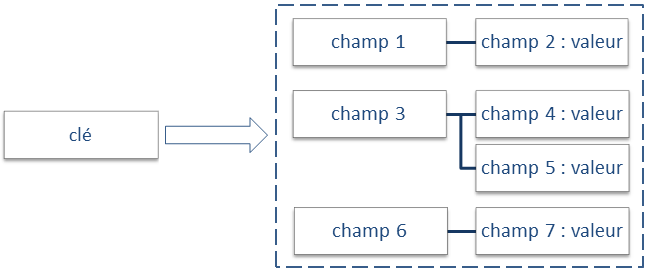 champ 1
champ 2 : valeur
clé
champ 3
champ 4 : valeur
champ 5 : valeur
champ 6
champ 7 : valeur